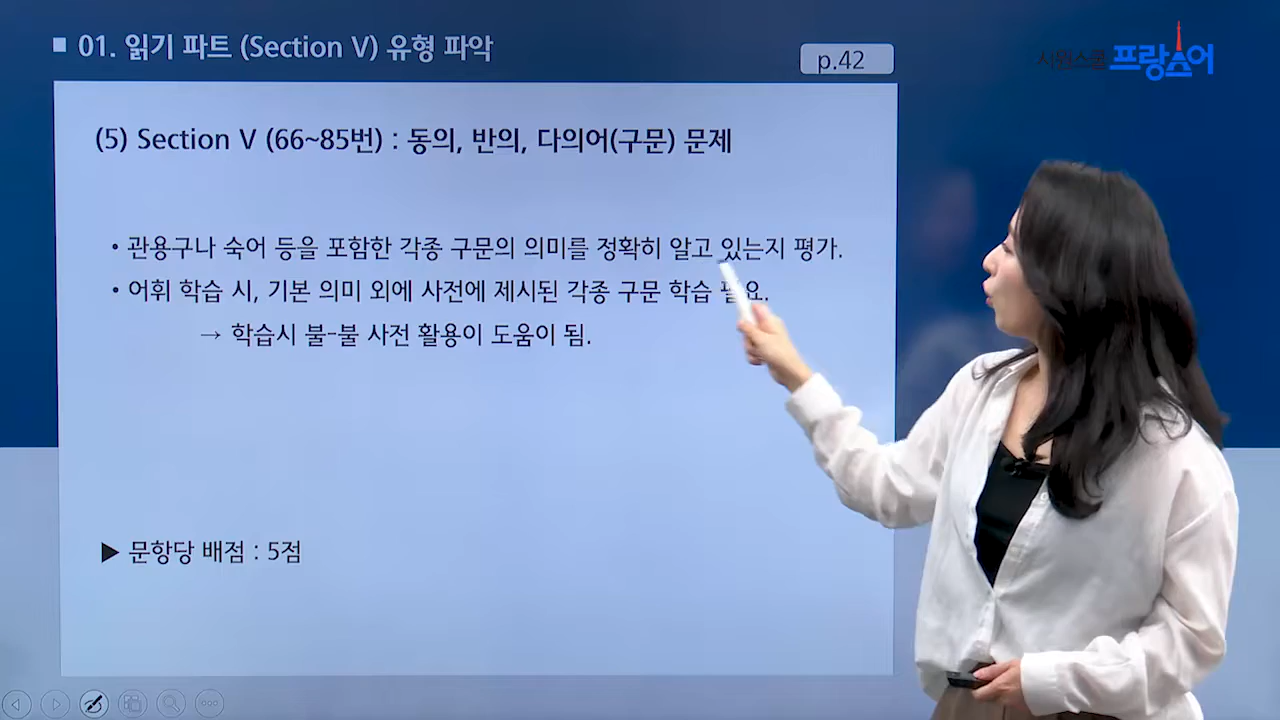 ■ 01. 읽기 파트 (Section V) 유형 파악
p.42
시원스쿨 프랑스어
(5) Section V (66~85번) : 동의, 반의, 다의어(구문) 문제
• 관용구나 숙어 등을 포함한 각종 구문의 의미를 정확히 알고 있는지 평가.
• 어휘 학습 시, 기본 의미 외에 사전에 제시된 각종 구문 학습 필요.
→ 학습시 불-불 사전 활용이 도움이 됨.
▶ 문항당 배점 : 5점